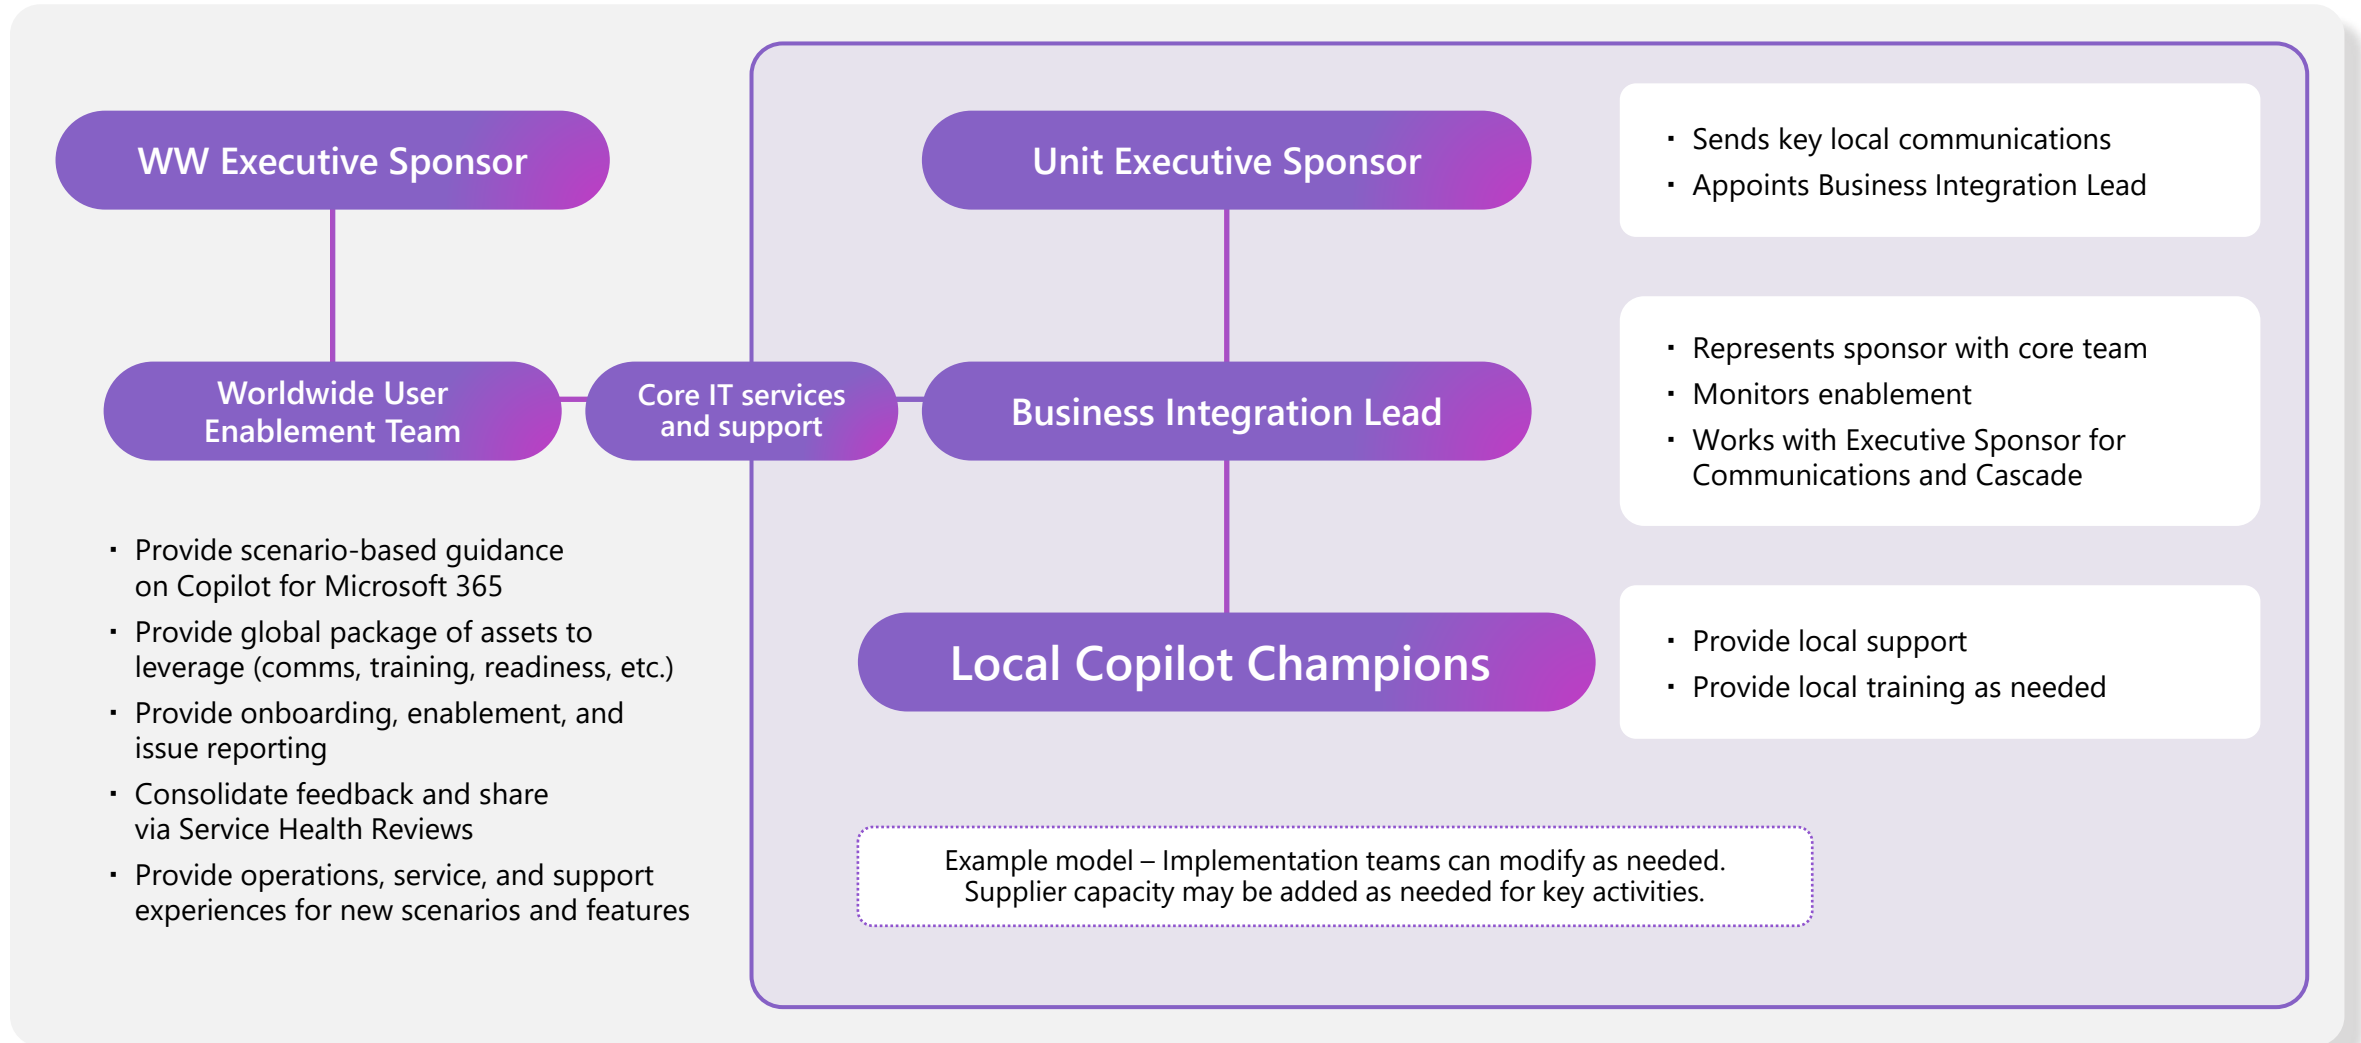 WW Executive Sponsor
Worldwide User
Enablement Team
▪ Provide scenario-based guidance
on Copilot for Microsoft 365
▪ Provide global package of assets to
leverage (comms, training, readiness, etc.)
▪ Provide onboarding, enablement, and
issue reporting
▪ Consolidate feedback and share
via Service Health Reviews
▪ Provide operations, service, and support
experiences for new scenarios and features
Core IT services
and support
Unit Executive Sponsor
▪ Sends key local communications
▪ Appoints Business Integration Lead
Business Integration Lead
▪ Represents sponsor with core team
▪ Monitors enablement
▪ Works with Executive Sponsor for
Communications and Cascade
Local Copilot Champions
▪ Provide local support
▪ Provide local training as needed
Example model – Implementation teams can modify as needed.
Supplier capacity may be added as needed for key activities.